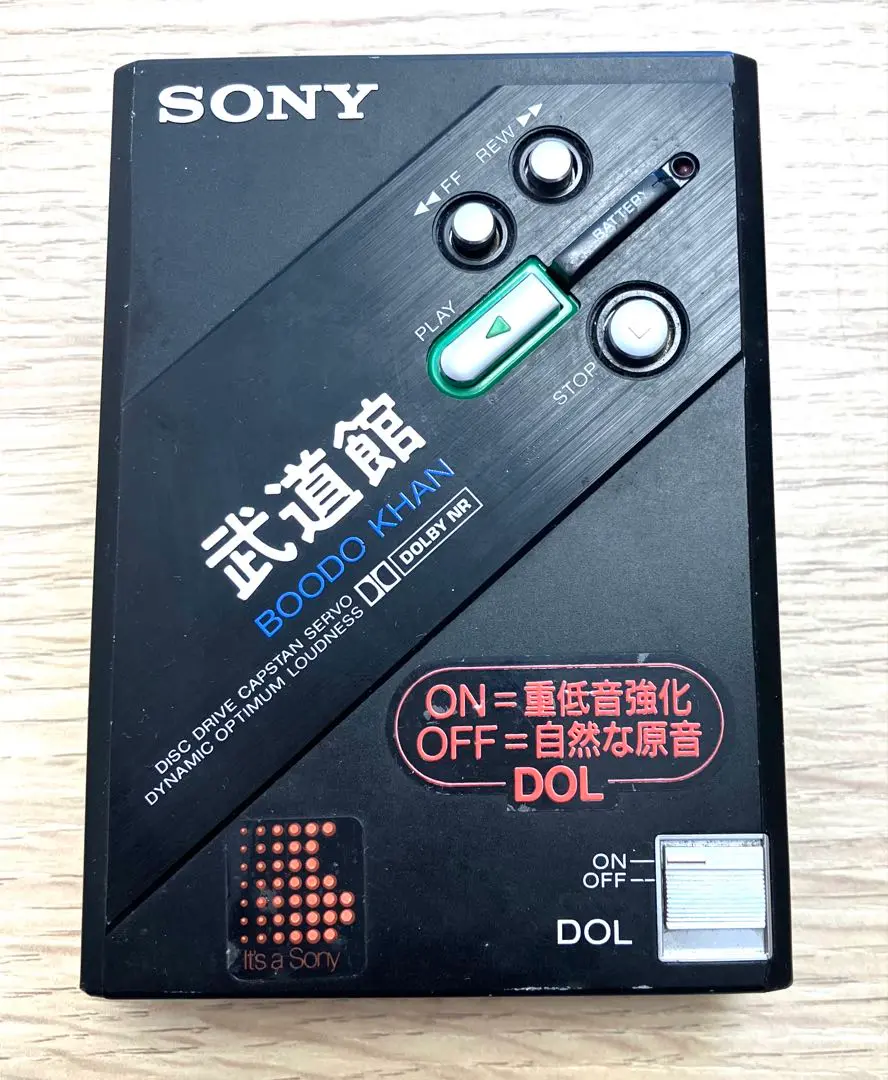 SONY
REW ▶▶
◀◀ FF
BATTERY
PLAY
STOP
武道館
BOODO KHAN
DISC DRIVE CAPSTAN SERVO
DYNAMIC OPTIMUM LOUDNESS
DOLBY NR
ON=重低音強化
OFF=自然な原音
DOL
ON
OFF
DOL
It's a Sony